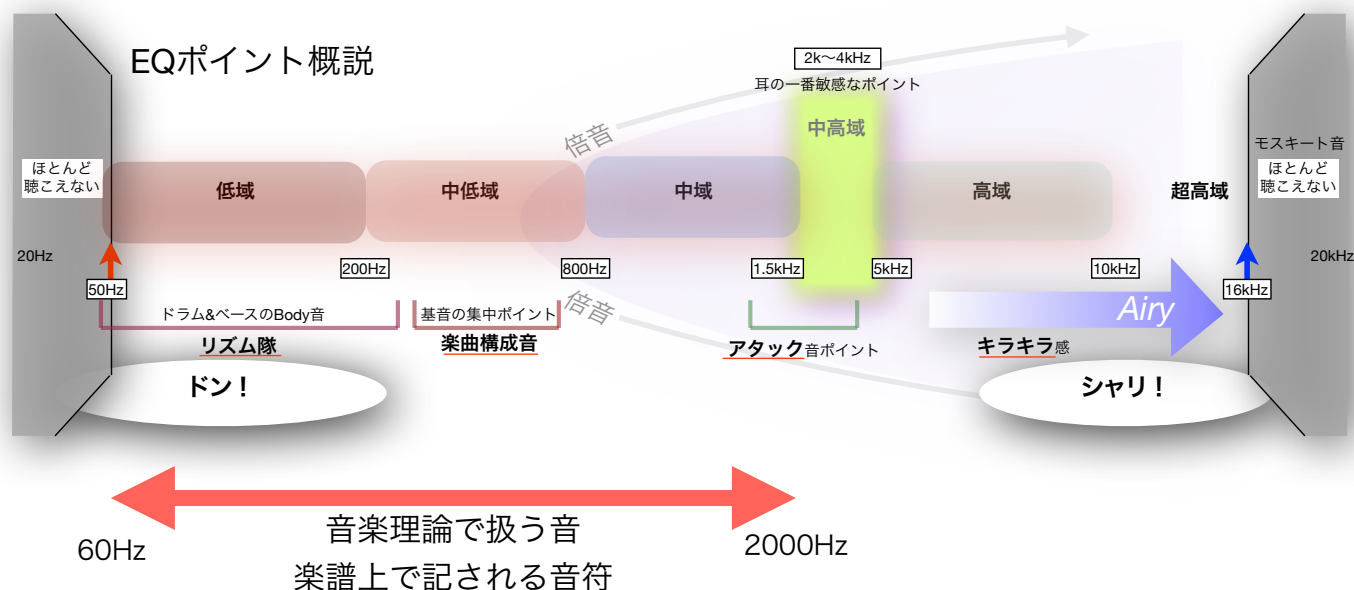 EQポイント概説
2k〜4kHz
耳の一番敏感なポイント
中高域
倍音
モスキート音
ほとんど
聴こえない
ほとんど
聴こえない
低域
中低域
中域
高域
超高域
20Hz
20kHz
200Hz
800Hz
1.5kHz
5kHz
10kHz
50Hz
16kHz
倍音
Airy
ドラム&ベースのBody音
基音の集中ポイント
リズム隊
楽曲構成音
アタック音ポイント
キラキラ感
ドン！
シャリ！
60Hz
2000Hz
音楽理論で扱う音
楽譜上で記される音符